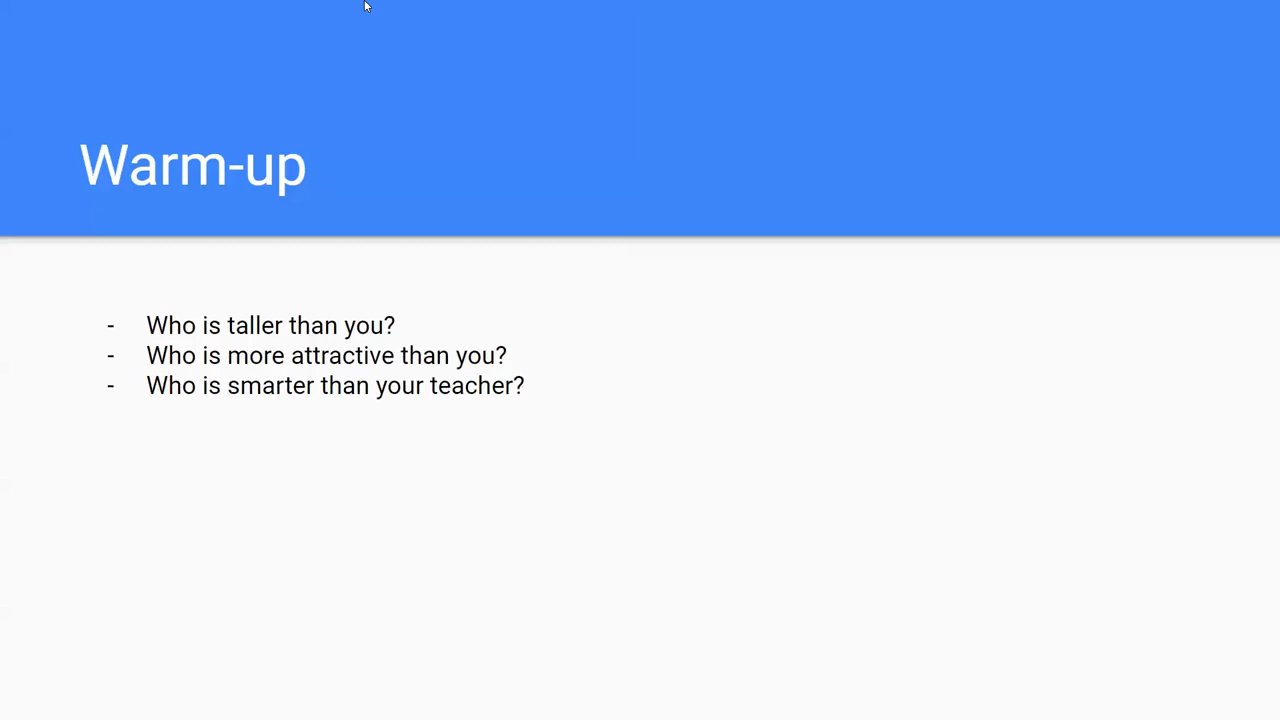 Warm-up
- Who is taller than you?
- Who is more attractive than you?
- Who is smarter than your teacher?